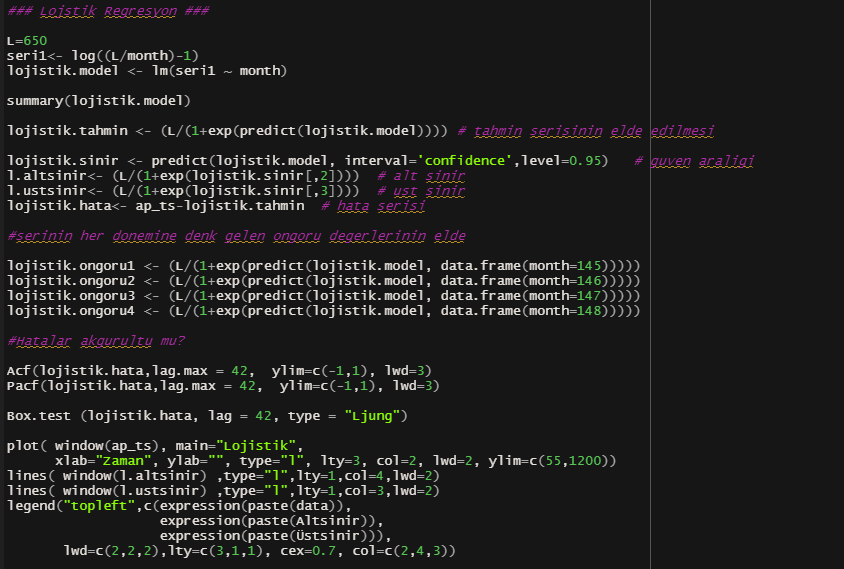 ### Lojstik Regresyon ###
L=650
seri1<- log((L/month)-1)
lojistik.model <- lm(seri1 ~ month)
summary(lojistik.model)
lojistik.tahmin <- (L/(1+exp(predict(lojistik.model)))) # tahmin serisinin elde edilmesi
lojistik.sinir <- predict(lojistik.model, interval='confidence',level=0.95)   # guven araligi
l.altsinir<- (L/(1+exp(lojistik.sinir[,2])))  # alt sinir
l.ustsinir<- (L/(1+exp(lojistik.sinir[,3])))  # ust sinir
lojistik.hata<- ap_ts-lojistik.tahmin  # hata serisi
#serinin her donemine denk gelen ongoru degerlerinin elde
lojistik.ongoru1 <- (L/(1+exp(predict(lojistik.model, data.frame(month=145)))))
lojistik.ongoru2 <- (L/(1+exp(predict(lojistik.model, data.frame(month=146)))))
lojistik.ongoru3 <- (L/(1+exp(predict(lojistik.model, data.frame(month=147)))))
lojistik.ongoru4 <- (L/(1+exp(predict(lojistik.model, data.frame(month=148)))))
#Hatalar akgurultu mu?
Acf(lojistik.hata,lag.max = 42,  ylim=c(-1,1), lwd=3)
Pacf(lojistik.hata,lag.max = 42,  ylim=c(-1,1), lwd=3)
Box.test (lojistik.hata, lag = 42, type = "Ljung")
plot( window(ap_ts), main="Lojistik",
      xlab="Zaman", ylab="", type="l", lty=3, col=2, lwd=2, ylim=c(55,1200))
lines( window(l.altsinir) ,type="l",lty=1,col=4,lwd=2)
lines( window(l.ustsinir) ,type="l",lty=1,col=3,lwd=2)
legend("topleft",c(expression(paste(data)),
                   expression(paste(Altsinir)),
                   expression(paste(Üstsinir))),
       lwd=c(2,2,2),lty=c(3,1,1), cex=0.7, col=c(2,4,3))